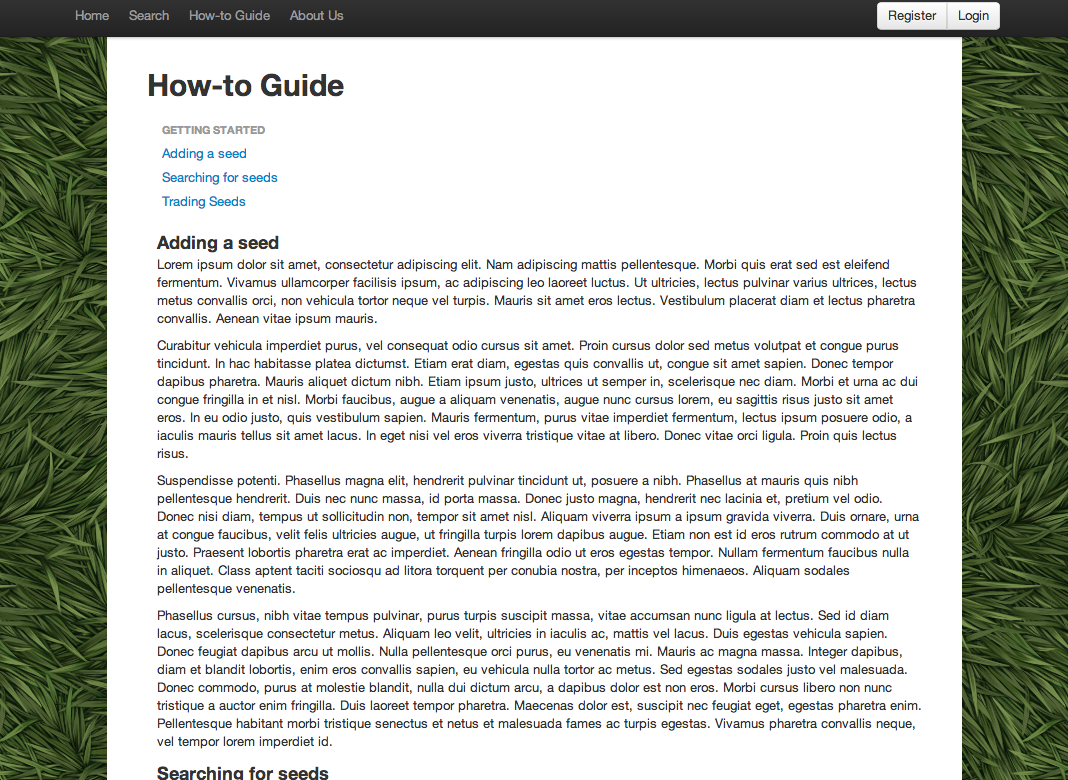 Home Search How-to Guide About Us Register Login
How-to Guide
GETTING STARTED
Adding a seed
Searching for seeds
Trading Seeds
Adding a seed
Lorem ipsum dolor sit amet, consectetur adipiscing elit. Nam adipiscing mattis pellentesque. Morbi quis erat sed est eleifend
fermentum. Vivamus ullamcorper facilisis ipsum, ac adipiscing leo laoreet luctus. Ut ultricies, lectus pulvinar varius ultrices, lectus
metus convallis orci, non vehicula tortor neque vel turpis. Mauris sit amet eros lectus. Vestibulum placerat diam et lectus pharetra
convallis. Aenean vitae ipsum mauris.
Curabitur vehicula imperdiet purus, vel consequat odio cursus sit amet. Proin cursus dolor sed metus volutpat et congue purus
tincidunt. In hac habitasse platea dictumst. Etiam erat diam, egestas quis convallis ut, congue sit amet sapien. Donec tempor
dapibus pharetra. Mauris aliquet dictum nibh. Etiam ipsum justo, ultrices ut semper in, scelerisque nec diam. Morbi et urna ac dui
congue fringilla in et nisl. Morbi faucibus, augue a aliquam venenatis, augue nunc cursus lorem, eu sagittis risus justo sit amet
eros. In eu odio justo, quis vestibulum sapien. Mauris fermentum, purus vitae imperdiet fermentum, lectus ipsum posuere odio, a
iaculis mauris tellus sit amet lacus. In eget nisi vel eros viverra tristique vitae at libero. Donec vitae orci ligula. Proin quis lectus
risus.
Suspendisse potenti. Phasellus magna elit, hendrerit pulvinar tincidunt ut, posuere a nibh. Phasellus at mauris quis nibh
pellentesque hendrerit. Duis nec nunc massa, id porta massa. Donec justo magna, hendrerit nec lacinia et, pretium vel odio.
Donec nisi diam, tempus ut sollicitudin non, tempor sit amet nisl. Aliquam viverra ipsum a ipsum gravida viverra. Duis ornare, urna
at congue faucibus, velit felis ultricies augue, ut fringilla turpis lorem dapibus augue. Etiam non est id eros rutrum commodo at ut
justo. Praesent lobortis pharetra erat ac imperdiet. Aenean fringilla odio ut eros egestas tempor. Nullam fermentum faucibus nulla
in aliquet. Class aptent taciti sociosqu ad litora torquent per conubia nostra, per inceptos himenaeos. Aliquam sodales
pellentesque venenatis.
Phasellus cursus, nibh vitae tempus pulvinar, purus turpis suscipit massa, vitae accumsan nunc ligula at lectus. Sed id diam
lacus, scelerisque consectetur metus. Aliquam leo velit, ultricies in iaculis ac, mattis vel lacus. Duis egestas vehicula sapien.
Donec feugiat dapibus arcu ut mollis. Nulla pellentesque orci purus, eu venenatis mi. Mauris ac magna massa. Integer dapibus,
diam et blandit lobortis, enim eros convallis sapien, eu vehicula nulla tortor ac metus. Sed egestas sodales justo vel malesuada.
Donec commodo, purus at molestie blandit, nulla dui dictum arcu, a dapibus dolor est non eros. Morbi cursus libero non nunc
tristique a auctor enim fringilla. Duis laoreet tempor pharetra. Maecenas dolor est, suscipit nec feugiat eget, egestas pharetra enim.
Pellentesque habitant morbi tristique senectus et netus et malesuada fames ac turpis egestas. Vivamus pharetra convallis neque,
vel tempor lorem imperdiet id.
Searching for seeds